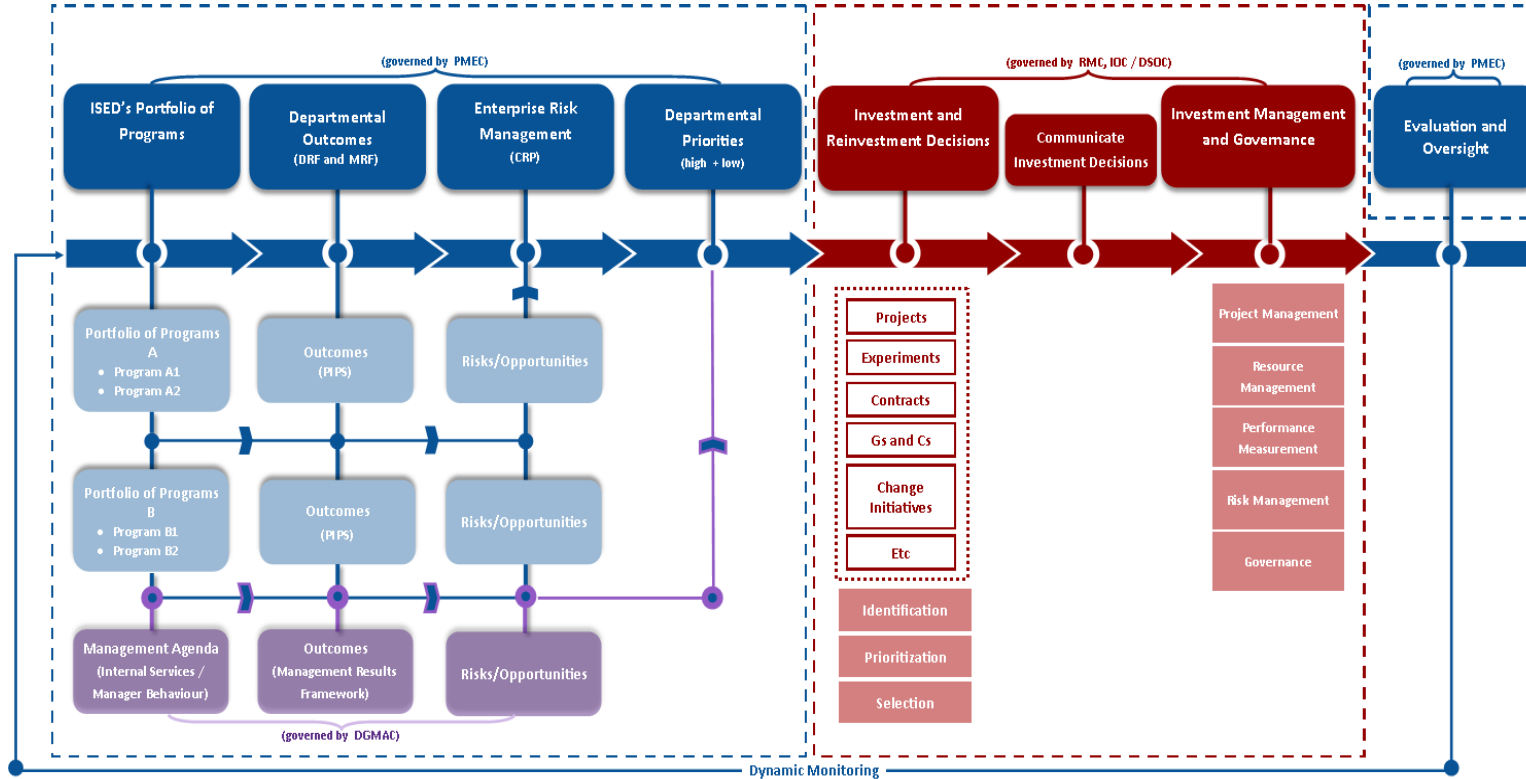 (governed by PMEC)
(governed by RMC, IOC / DSOC)
(governed by PMEC)
ISED's Portfolio of
Programs
Departmental
Outcomes
(DRF and MRF)
Enterprise Risk
Management
(CRP)
Departmental
Priorities
(high + low)
Investment and
Reinvestment Decisions
Communicate
Investment Decisions
Investment Management
and Governance
Evaluation and
Oversight
Portfolio of Programs
A
• Program A1
• Program A2
Outcomes
(PIPS)
Risks/Opportunities
Portfolio of Programs
B
• Program B1
• Program B2
Outcomes
(PIPS)
Risks/Opportunities
Management Agenda
(Internal Services /
Manager Behaviour)
Outcomes
(Management Results
Framework)
Risks/Opportunities
(governed by DGMAC)
Projects
Experiments
Contracts
Gs and Cs
Change
Initiatives
Etc
Identification
Prioritization
Selection
Project Management
Resource
Management
Performance
Measurement
Risk Management
Governance
Dynamic Monitoring